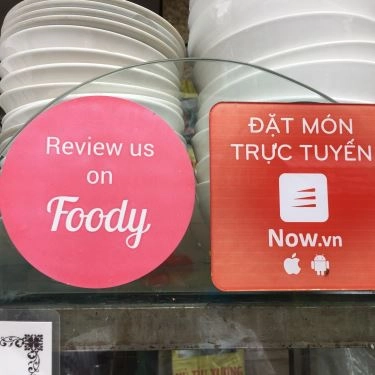 Review us
on
Foody
ĐẶT MÓN
TRỰC TUYẾN
Now.vn